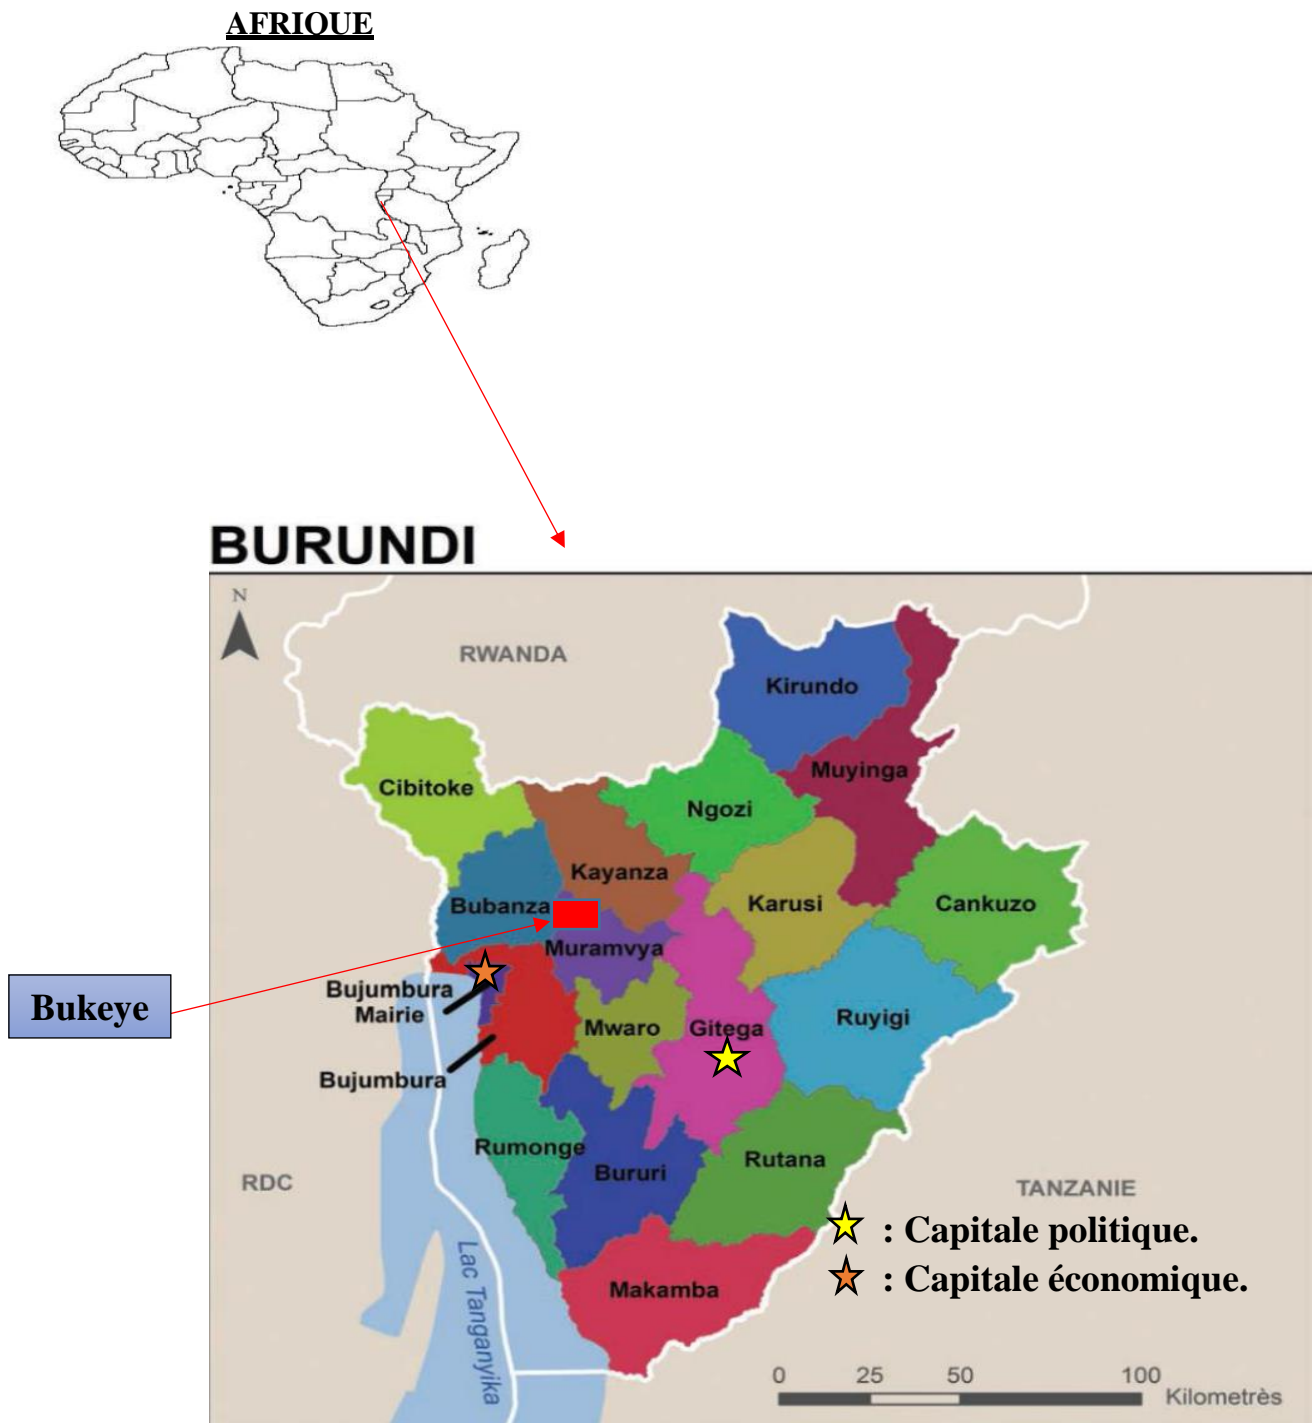 AFRIQUE
BURUNDI
N
RWANDA
Kirundo
Muyinga
Cibitoke
Ngozi
Kayanza
Bubanza
Karusi
Cankuzo
Muramvya
Bukeye
Bujumbura
Mairie
Mwaro
Gitega
Ruyigi
Bujumbura
Rumonge
Bururi
Rutana
RDC
TANZANIE
: Capitale politique.
: Capitale économique.
Lac Tanganyika
Makamba
0 25 50 100
Kilometrès